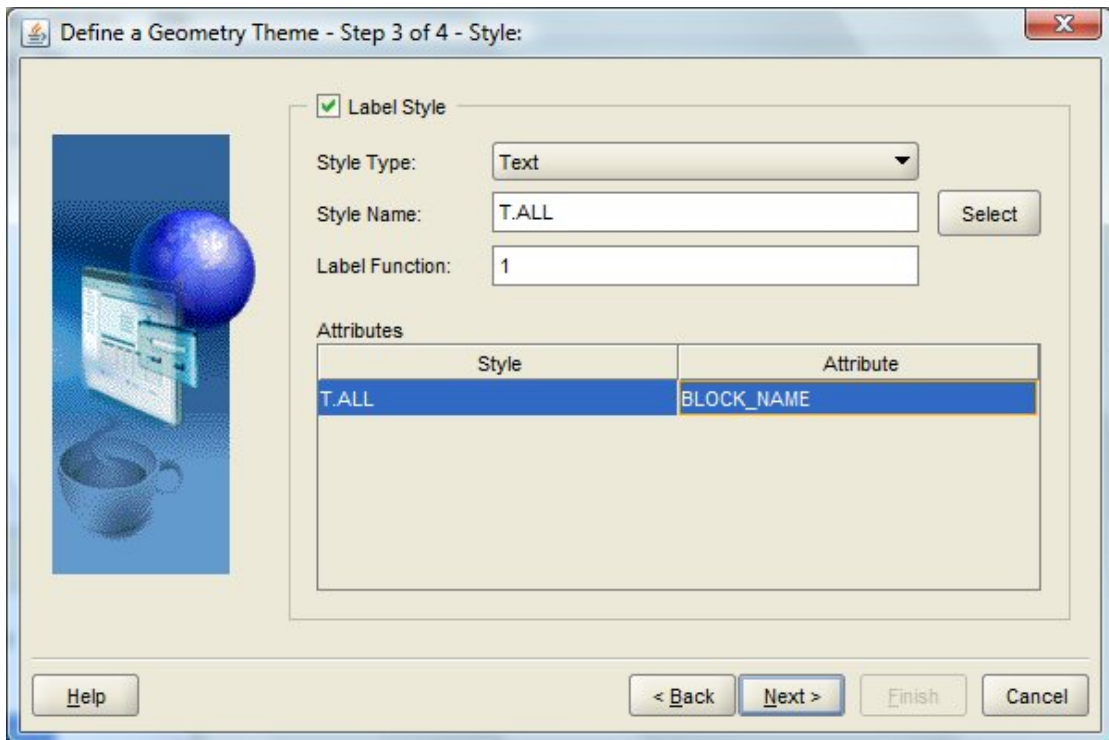 Define a Geometry Theme - Step 3 of 4 - Style:
Label Style
Style Type: Text
Style Name: T.ALL Select
Label Function: 1
Attributes
Style Attribute
T.ALL BLOCK_NAME
Help < Back Next > Finish Cancel